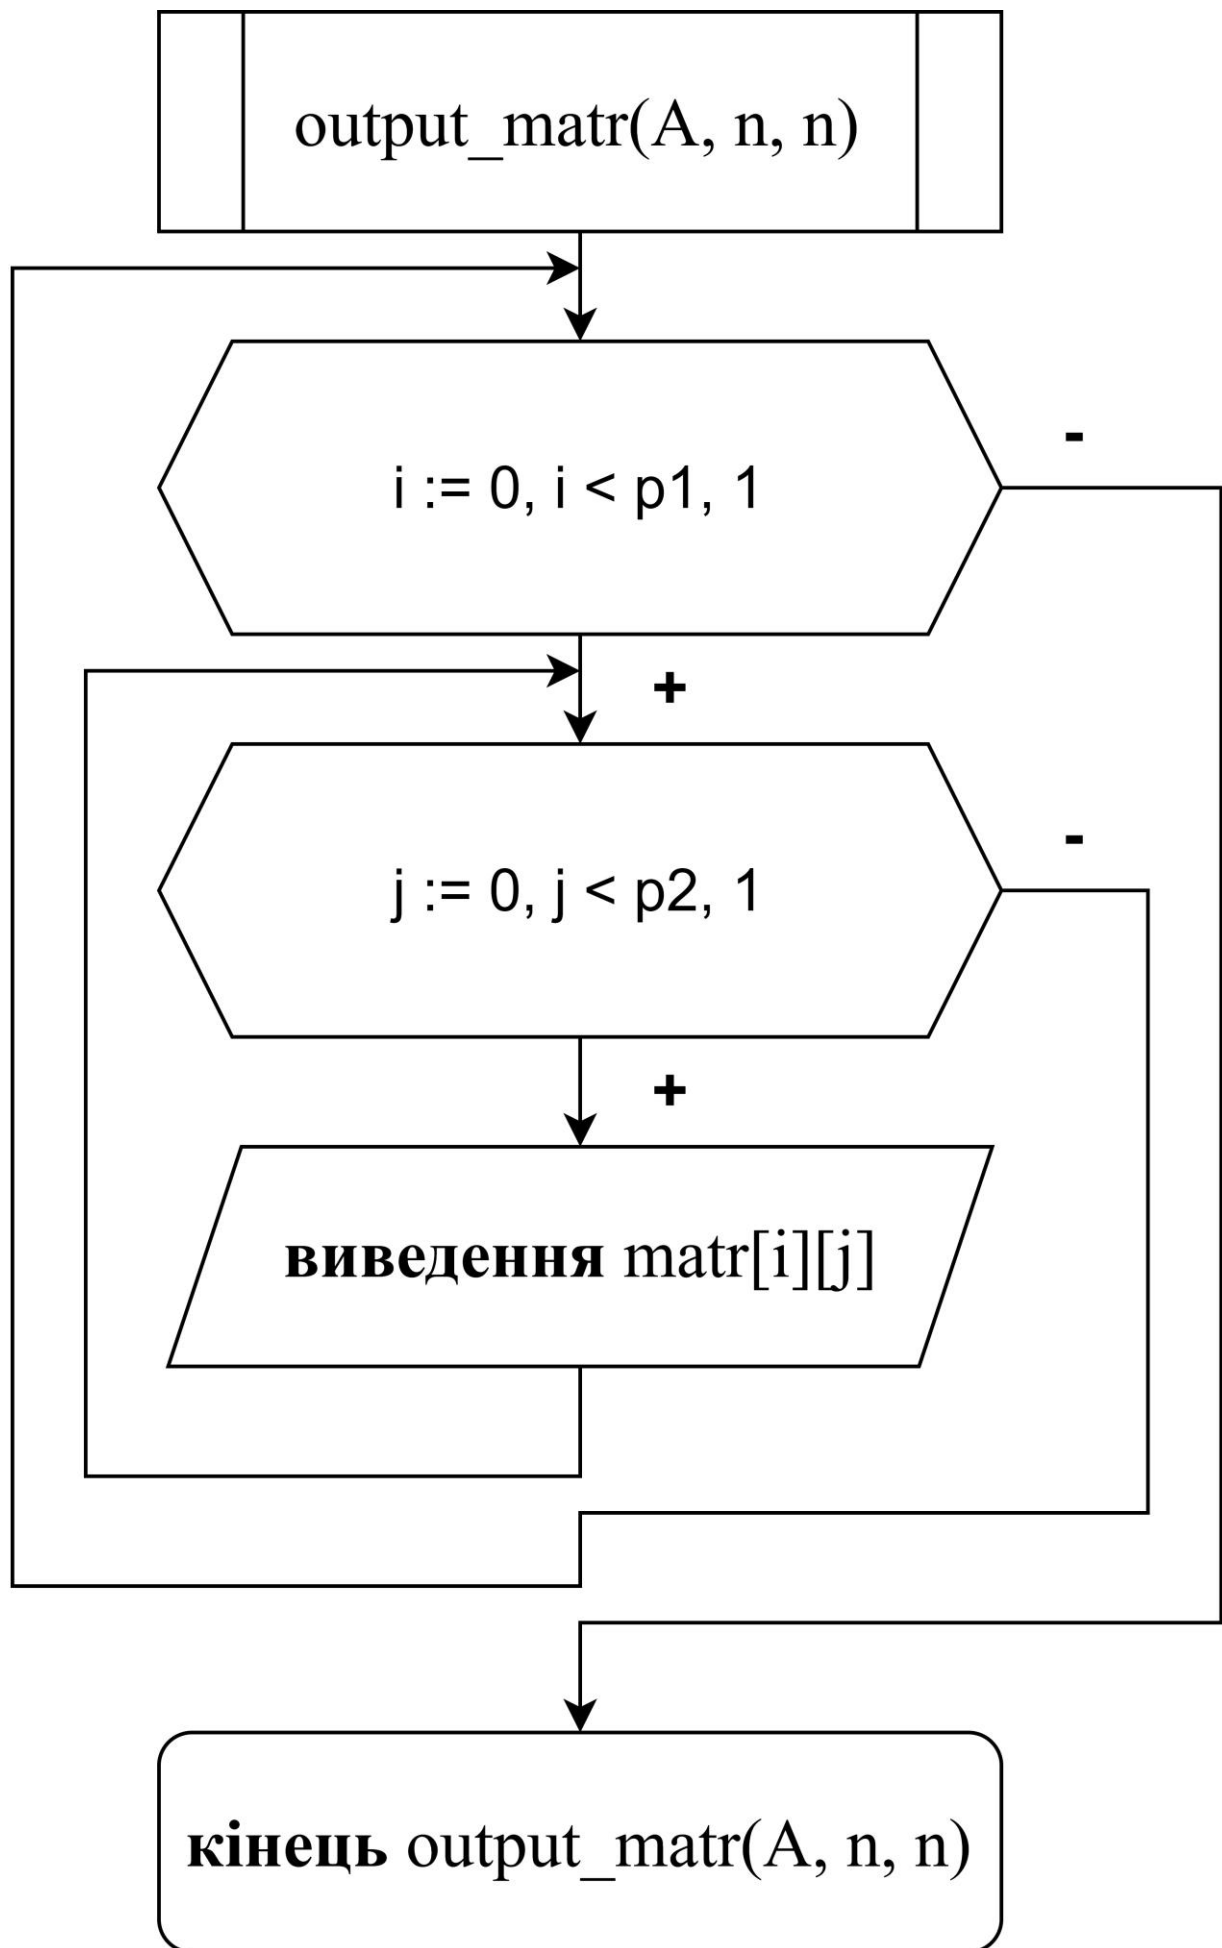 output_matr(A, n, n)
i := 0, i < p1, 1
-
+
j := 0, j < p2, 1
-
+
виведення matr[i][j]
кінець output_matr(A, n, n)